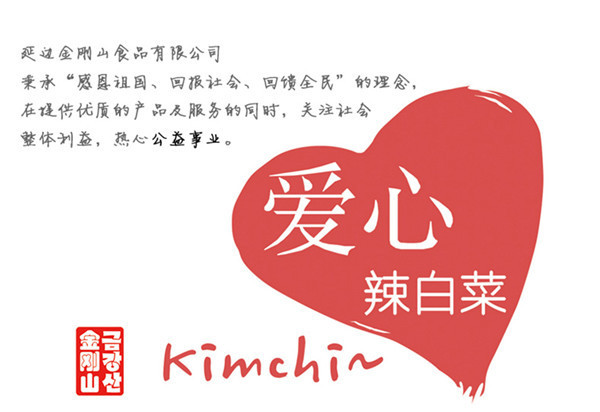 延边金刚山食品有限公司
秉承“感恩祖国、回报社会、回馈全民”的理念，
在提供优质的产品及服务的同时，关注社会
整体利益，热心公益事业。
爱心
辣白菜
金刚山
금강산
Kimchi~